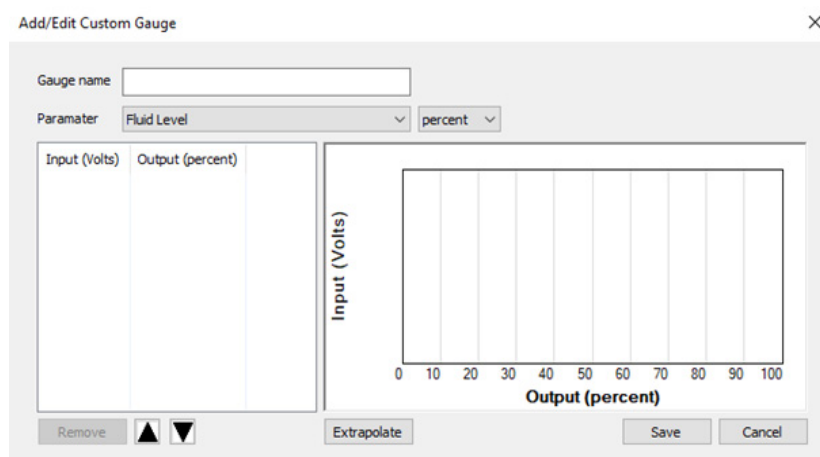 Add/Edit Custom Gauge
Gauge name
Paramater Fluid Level percent
Input (Volts) Output (percent)
Input (Volts)
0 10 20 30 40 50 60 70 80 90 100
Output (percent)
Remove Extrapolate Save Cancel